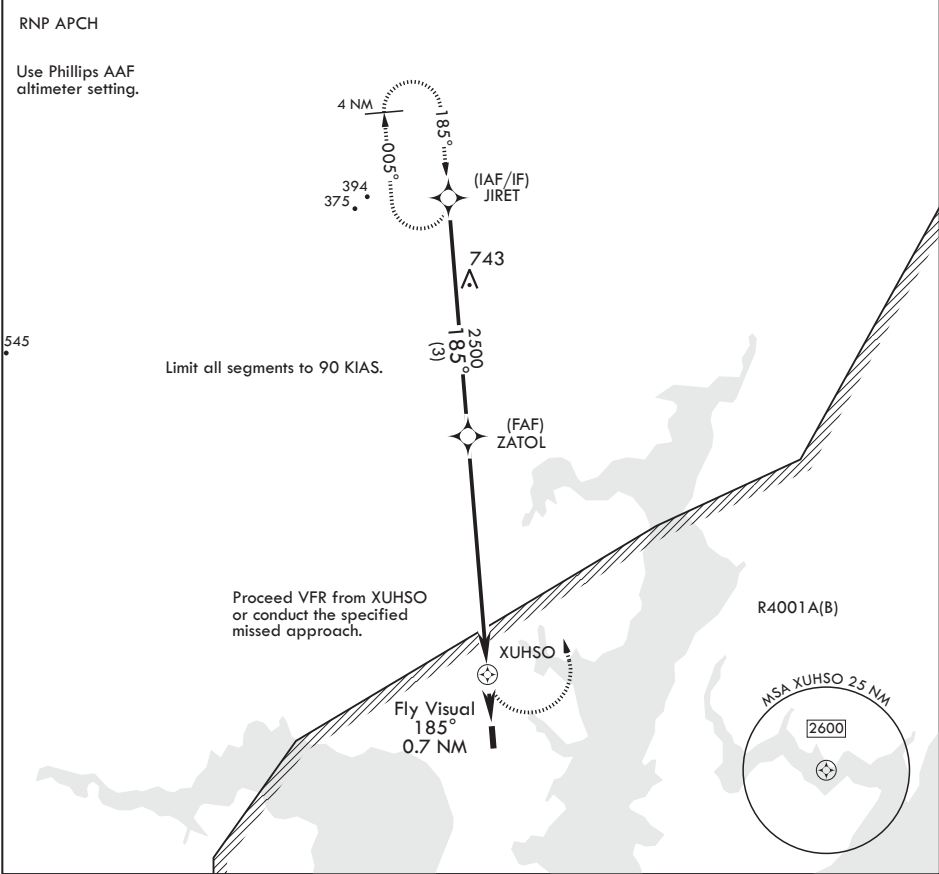 RNP APCH
Use Phillips AAF
altimeter setting.
4 NM
185°
005°
(IAF/IF)
JIRET
394
375
743
545
2500
185°
(3)
Limit all segments to 90 KIAS.
(FAF)
ZATOL
Proceed VFR from XUHSO
or conduct the specified
missed approach.
R4001A(B)
XUHSO
MSA XUHSO 25 NM
2600
Fly Visual
185°
0.7 NM